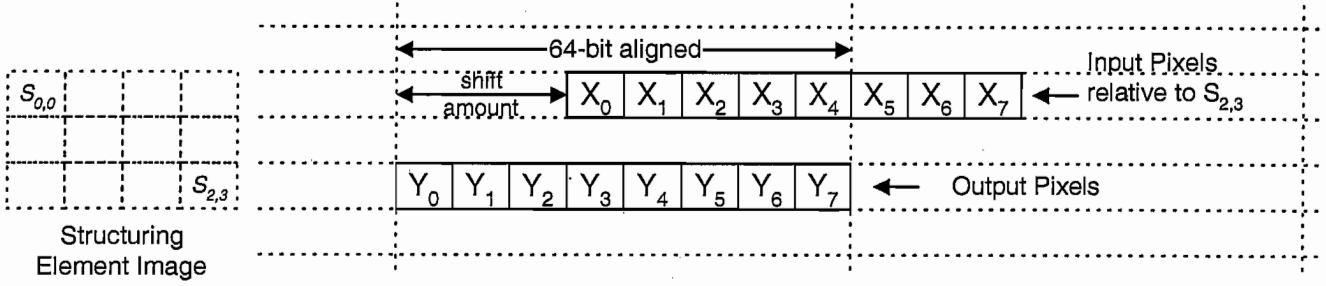 64-bit aligned
shift
amount
X0 X1 X2 X3 X4 X5 X6 X7
Input Pixels
relative to S2,3
S0,0
S2,3
Y0 Y1 Y2 Y3 Y4 Y5 Y6 Y7
Output Pixels
Structuring
Element Image